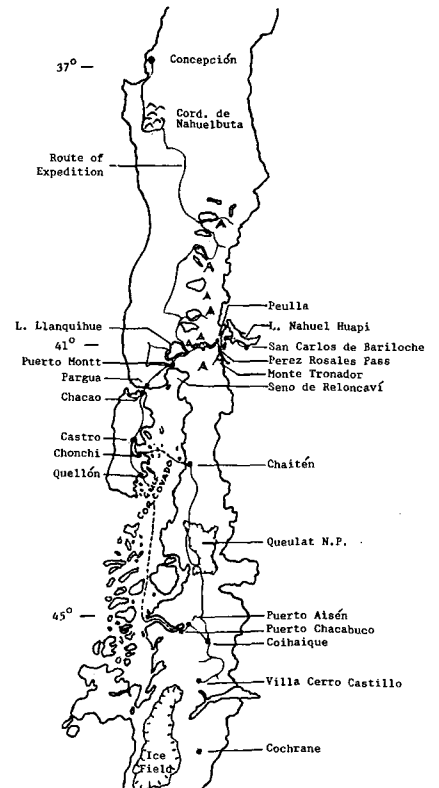 37° —
Concepción
Cord. de
Nahuelbuta
Route of
Expedition
A
A
A
A
A
A
A
Peulla
L. Nahuel Huapi
L. Llanquihue
41° —
San Carlos de Bariloche
Puerto Montt
Perez Rosales Pass
Pargua
Monte Tronador
Seno de Reloncaví
Chacao
Castro
Chonchi
Quellón
GOLFO CORCOVADO
Chaitén
Queulat N.P.
45° —
Puerto Aisén
Puerto Chacabuco
Coihaique
Villa Cerro Castillo
Cochrane
Ice
Field